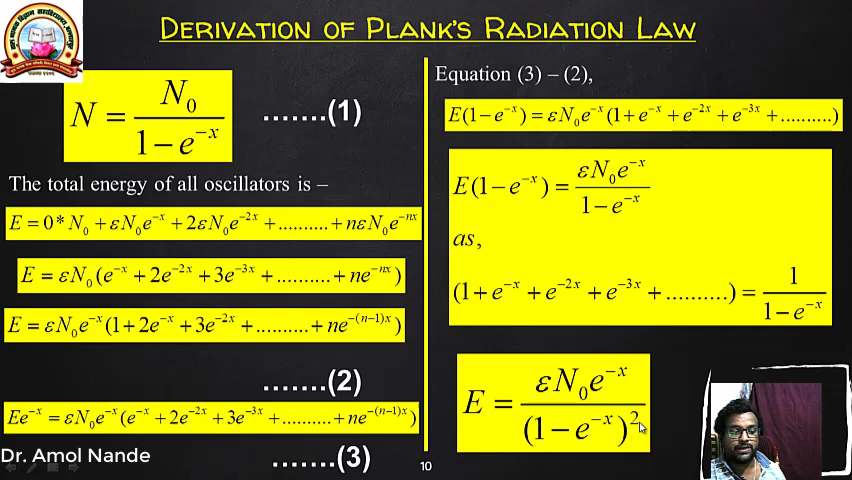 DERIVATION OF PLANK'S RADIATION LAW
N = N₀ / (1 − e⁻ˣ) .......(1)
The total energy of all oscillators is –
E = 0* N₀ + εN₀e⁻ˣ + 2εN₀e⁻²ˣ + .......... + nεN₀e⁻ⁿˣ
E = εN₀(e⁻ˣ + 2e⁻²ˣ + 3e⁻³ˣ + .......... + ne⁻ⁿˣ)
E = εN₀e⁻ˣ(1 + 2e⁻ˣ + 3e⁻²ˣ + .......... + ne⁻⁽ⁿ⁻¹⁾ˣ)
.......(2)
Ee⁻ˣ = εN₀e⁻ˣ(e⁻ˣ + 2e⁻²ˣ + 3e⁻³ˣ + .......... + ne⁻⁽ⁿ⁻¹⁾ˣ)
.......(3)
Equation (3) – (2),
E(1 − e⁻ˣ) = εN₀e⁻ˣ(1 + e⁻ˣ + e⁻²ˣ + e⁻³ˣ + ..........)
E(1 − e⁻ˣ) = εN₀e⁻ˣ / (1 − e⁻ˣ)
as,
(1 + e⁻ˣ + e⁻²ˣ + e⁻³ˣ + ..........) = 1 / (1 − e⁻ˣ)
E = εN₀e⁻ˣ / (1 − e⁻ˣ)²
Dr. Amol Nande
10